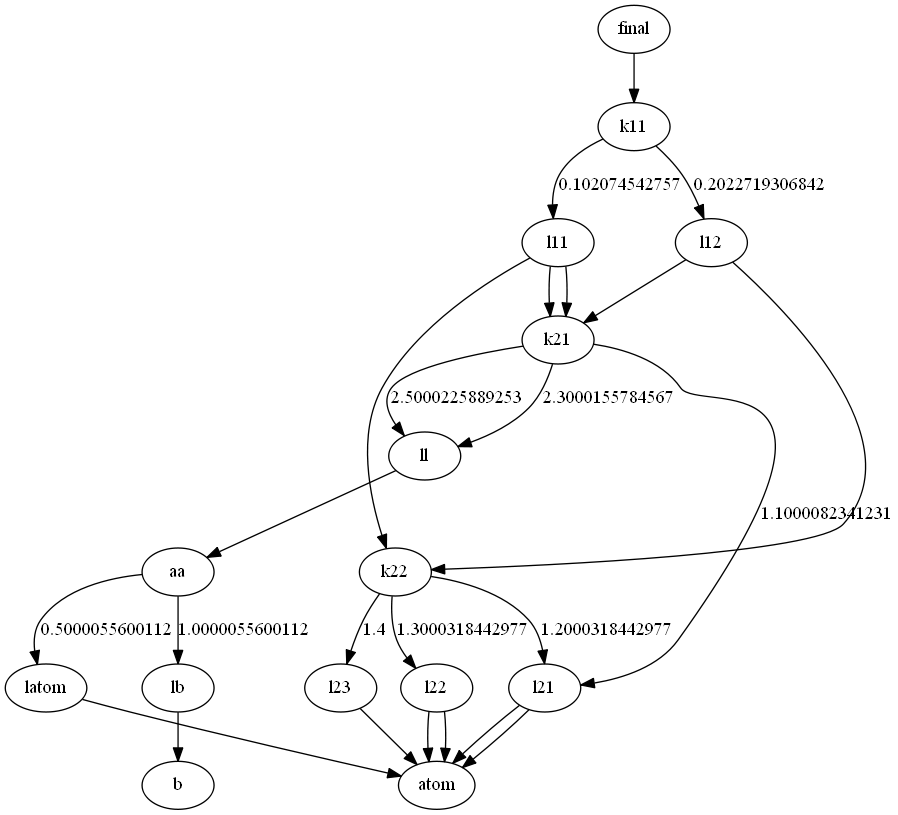 final
k11
0.102074542757
0.2022719306842
l11
l12
k21
2.5000225889253
2.3000155784567
ll
1.1000082341231
aa
k22
0.5000055600112
1.0000055600112
1.4
1.3000318442977
1.2000318442977
latom
lb
l23
l22
l21
b
atom